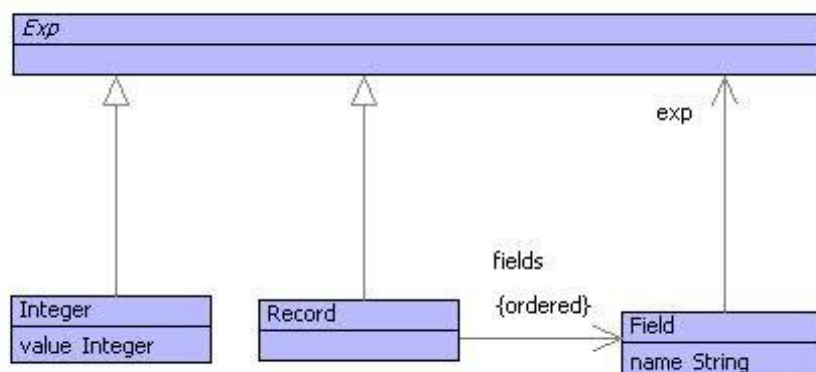 Exp
exp
fields
{ordered}
Integer
value Integer
Record
Field
name String